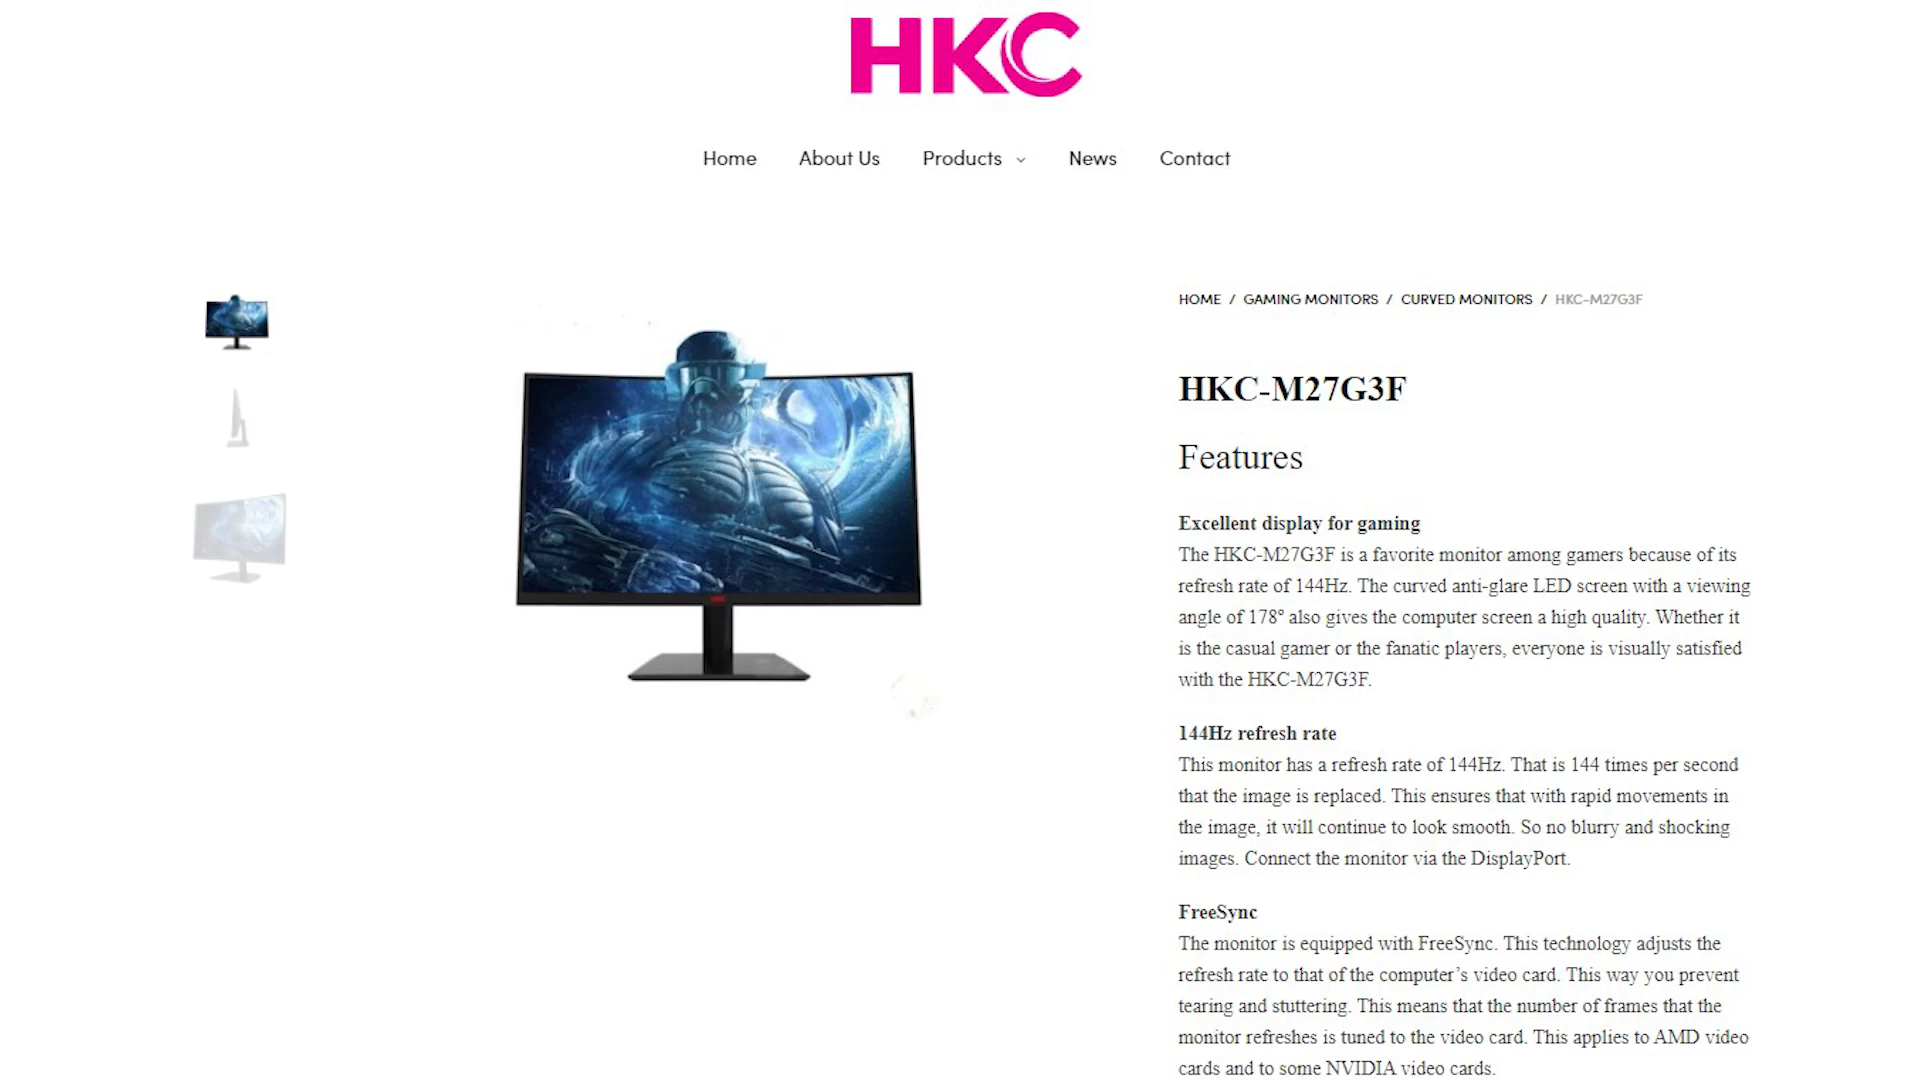 HKC
Home About Us Products News Contact
HOME / GAMING MONITORS / CURVED MONITORS / HKC-M27G3F
HKC-M27G3F
Features
Excellent display for gaming
The HKC-M27G3F is a favorite monitor among gamers because of its
refresh rate of 144Hz. The curved anti-glare LED screen with a viewing
angle of 178° also gives the computer screen a high quality. Whether it
is the casual gamer or the fanatic players, everyone is visually satisfied
with the HKC-M27G3F.
144Hz refresh rate
This monitor has a refresh rate of 144Hz. That is 144 times per second
that the image is replaced. This ensures that with rapid movements in
the image, it will continue to look smooth. So no blurry and shocking
images. Connect the monitor via the DisplayPort.
FreeSync
The monitor is equipped with FreeSync. This technology adjusts the
refresh rate to that of the computer’s video card. This way you prevent
tearing and stuttering. This means that the number of frames that the
monitor refreshes is tuned to the video card. This applies to AMD video
cards and to some NVIDIA video cards.